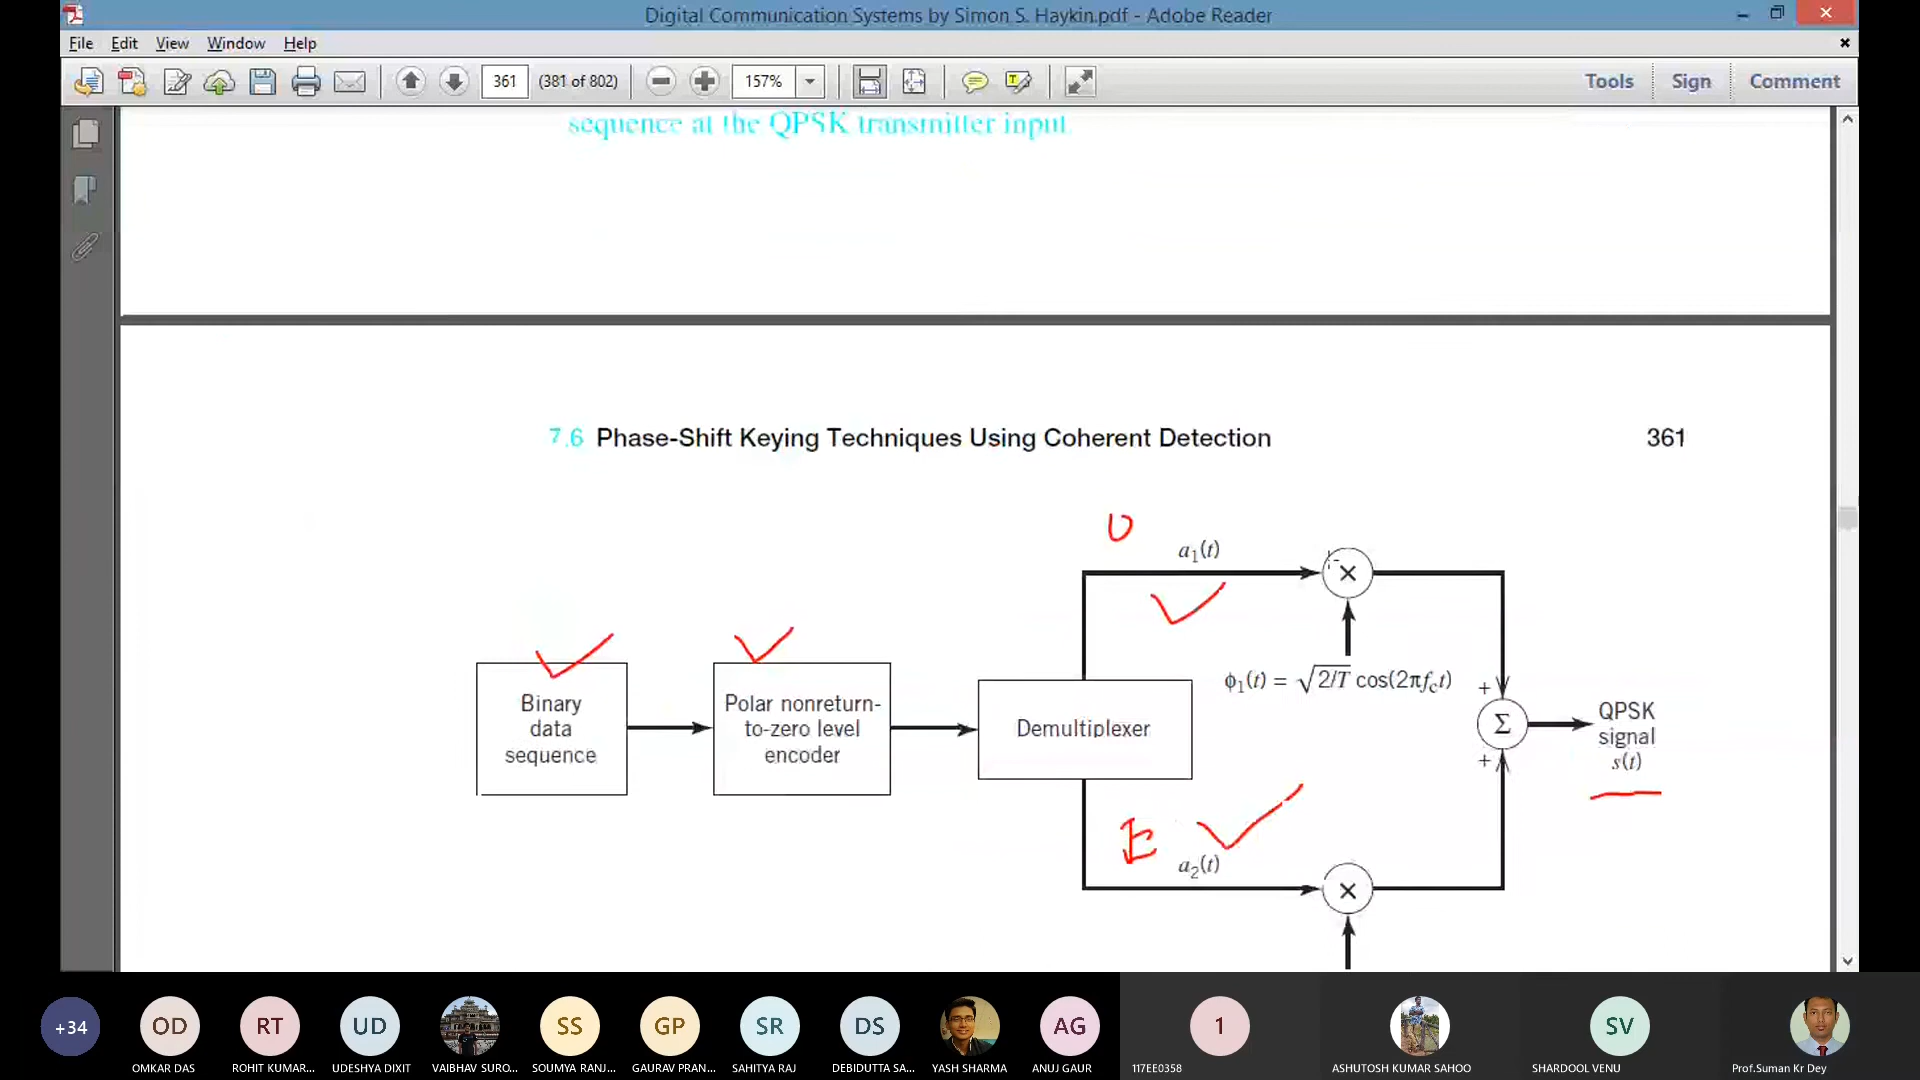 Digital Communication Systems by Simon S. Haykin.pdf - Adobe Reader
File Edit View Window Help
361 (381 of 802) 157% Tools Sign Comment
sequence at the QPSK transmitter input
7.6 Phase-Shift Keying Techniques Using Coherent Detection 361
O
a₁(t)
×
ϕ₁(t) = √2/T cos(2πf_ct)
Binary
data
sequence
Polar nonreturn-
to-zero level
encoder
Demultiplexer
+
Σ
+
QPSK
signal
s(t)
E
a₂(t)
×
+34 OD RT UD SS GP SR DS AG 1 SV
OMKAR DAS ROHIT KUMAR... UDESHYA DIXIT VAIBHAV SURO... SOUMYA RANJ... GAURAV PRAN... SAHITYA RAJ DEBIDUTTA SA... YASH SHARMA ANUJ GAUR 117EE0358 ASHUTOSH KUMAR SAHOO SHARDOOL VENU Prof.Suman Kr Dey